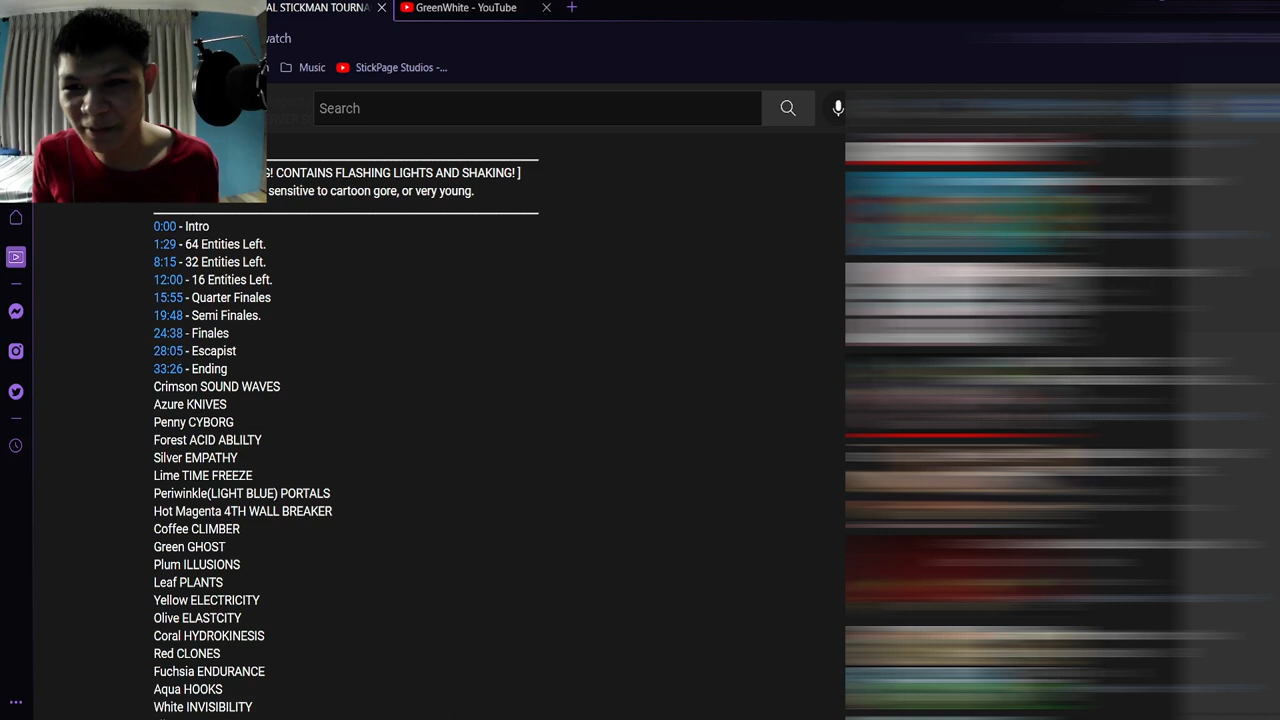 AL STICKMAN TOURNA
GreenWhite - YouTube
atch
Music
StickPage Studios -...
Search
G! CONTAINS FLASHING LIGHTS AND SHAKING! ]
sensitive to cartoon gore, or very young.
0:00 - Intro
1:29 - 64 Entities Left.
8:15 - 32 Entities Left.
12:00 - 16 Entities Left.
15:55 - Quarter Finales
19:48 - Semi Finales.
24:38 - Finales
28:05 - Escapist
33:26 - Ending
Crimson SOUND WAVES
Azure KNIVES
Penny CYBORG
Forest ACID ABLILTY
Silver EMPATHY
Lime TIME FREEZE
Periwinkle(LIGHT BLUE) PORTALS
Hot Magenta 4TH WALL BREAKER
Coffee CLIMBER
Green GHOST
Plum ILLUSIONS
Leaf PLANTS
Yellow ELECTRICITY
Olive ELASTCITY
Coral HYDROKINESIS
Red CLONES
Fuchsia ENDURANCE
Aqua HOOKS
White INVISIBILITY